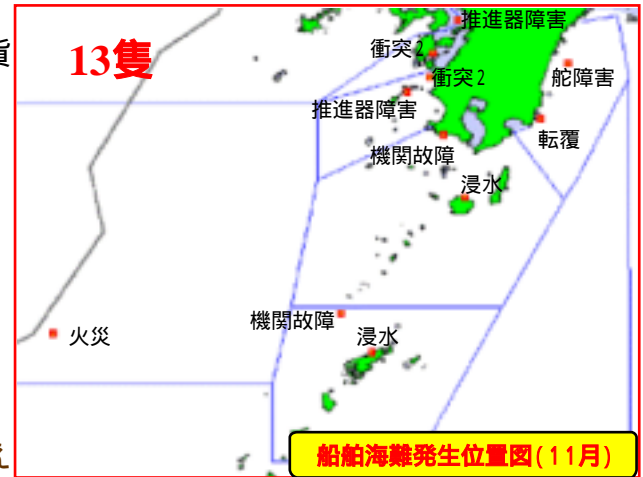 推進器障害
貨
13隻
衝突2
衝突2
舵障害
推進器障害
転覆
機関故障
浸水
機関故障
火災
浸水
船舶海難発生位置図(11月)